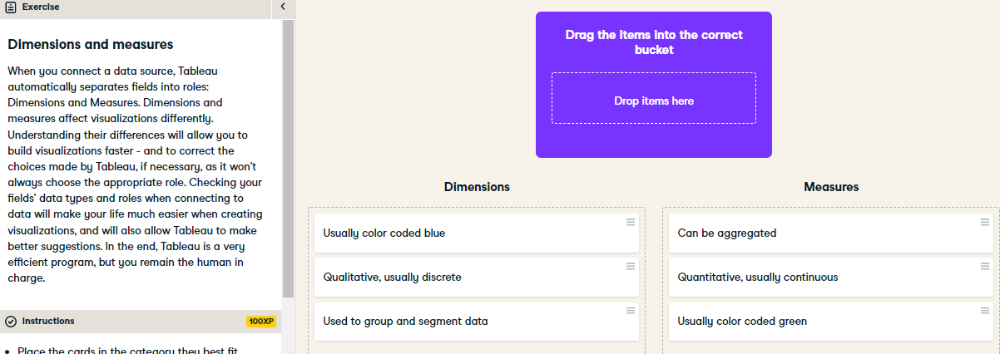 Exercise
Dimensions and measures
When you connect a data source, Tableau
automatically separates fields into roles:
Dimensions and Measures. Dimensions and
measures affect visualizations differently.
Understanding their differences will allow you to
build visualizations faster - and to correct the
choices made by Tableau, if necessary, as it won't
always choose the appropriate role. Checking your
fields' data types and roles when connecting to
data will make your life much easier when creating
visualizations, and will also allow Tableau to make
better suggestions. In the end, Tableau is a very
efficient program, but you remain the human in
charge.
Instructions
100XP
• Place the cards in the category they best fit
Drag the items into the correct
bucket
Drop items here
Dimensions
Usually color coded blue
Qualitative, usually discrete
Used to group and segment data
Measures
Can be aggregated
Quantitative, usually continuous
Usually color coded green